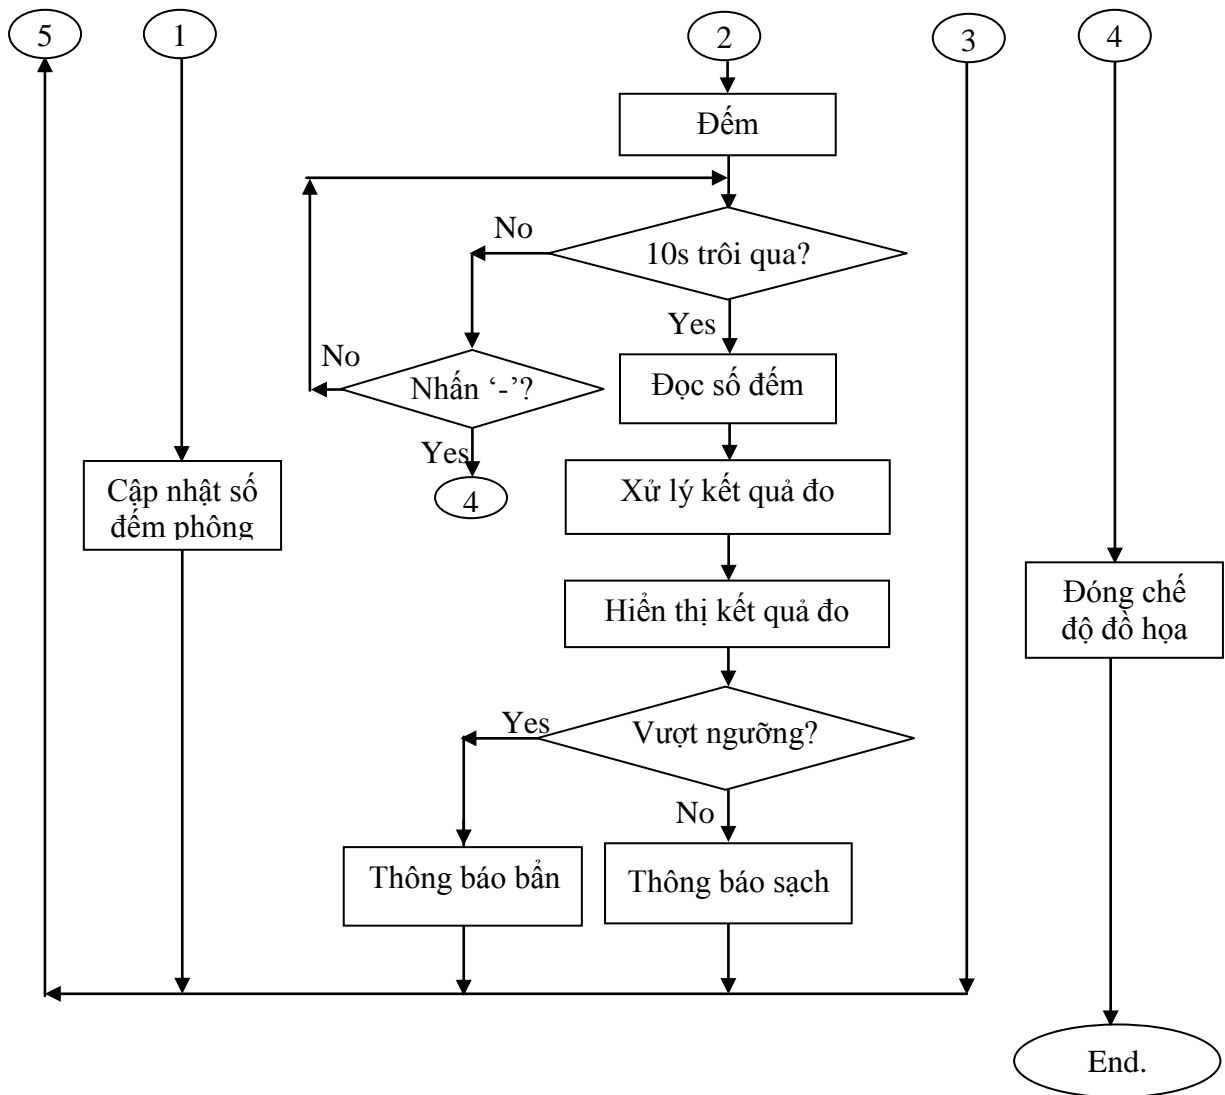 5
1
2
3
4
Đếm
No
10s trôi qua?
Yes
No
Nhấn ‘-’?
Đọc số đếm
Yes
4
Cập nhật số
đếm phông
Xử lý kết quả đo
Hiển thị kết quả đo
Đóng chế
độ đồ họa
Yes
Vượt ngưỡng?
No
Thông báo bẩn
Thông báo sạch
End.